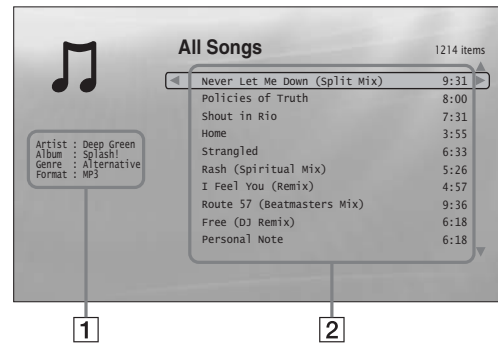 All Songs
1214 items
Never Let Me Down (Split Mix) 9:31
Policies of Truth 8:00
Shout in Rio 7:31
Home 3:55
Strangled 6:33
Rash (Spiritual Mix) 5:26
I Feel You (Remix) 4:57
Route 57 (Beatmasters Mix) 9:36
Free (DJ Remix) 6:18
Personal Note 6:18
Artist : Deep Green
Album : Splash!
Genre : Alternative
Format : MP3
1
2